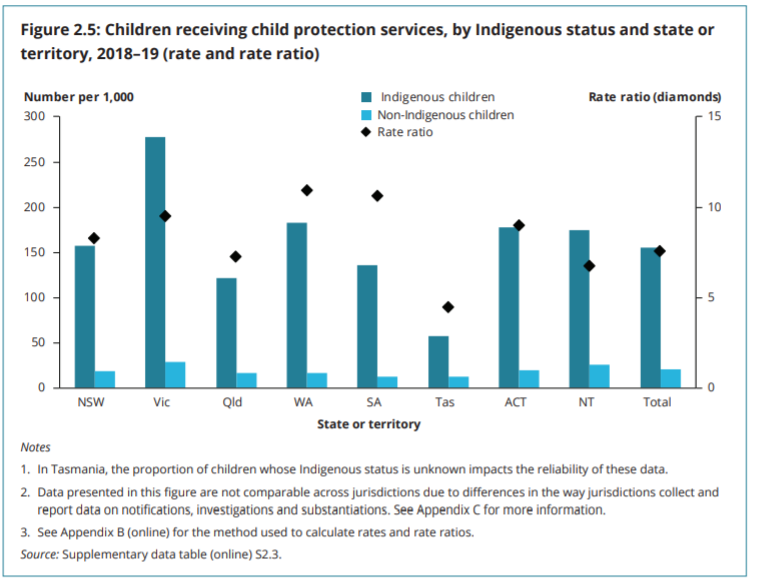 Figure 2.5: Children receiving child protection services, by Indigenous status and state or
territory, 2018–19 (rate and rate ratio)
Number per 1,000
Indigenous children
Non-Indigenous children
Rate ratio
Rate ratio (diamonds)
300
250
200
150
100
50
0
15
10
5
0
NSW Vic Qld WA SA Tas ACT NT Total
State or territory
Notes
1. In Tasmania, the proportion of children whose Indigenous status is unknown impacts the reliability of these data.
2. Data presented in this figure are not comparable across jurisdictions due to differences in the way jurisdictions collect and
report data on notifications, investigations and substantiations. See Appendix C for more information.
3. See Appendix B (online) for the method used to calculate rates and rate ratios.
Source: Supplementary data table (online) S2.3.